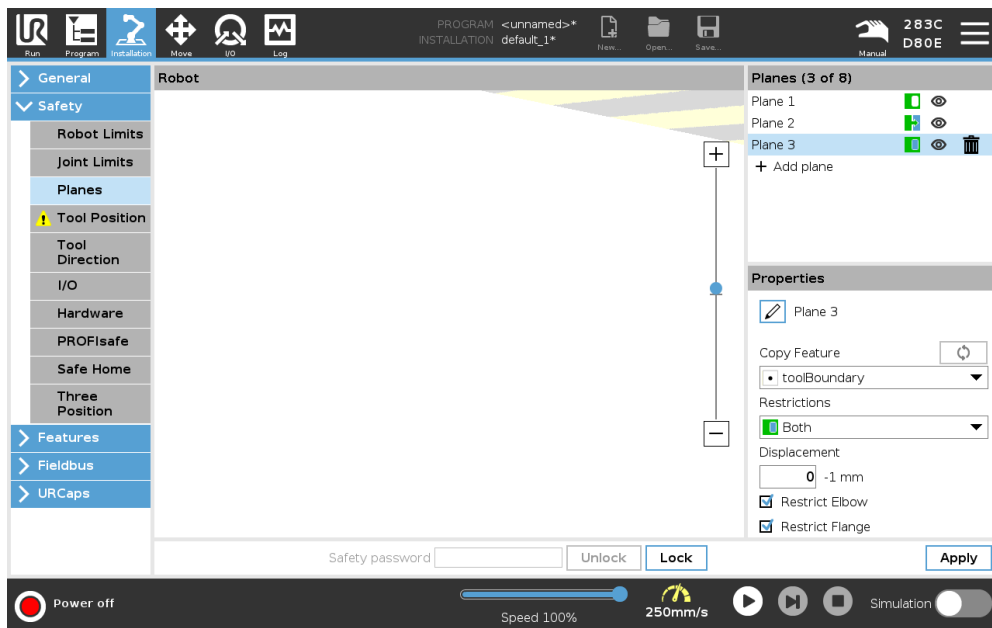 PROGRAM <unnamed>*
INSTALLATION default_1*
Run
Program
Installation
Move
I/O
Log
New...
Open...
Save...
Manual
283C
D80E
General
Safety
Robot Limits
Joint Limits
Planes
Tool Position
Tool
Direction
I/O
Hardware
PROFIsafe
Safe Home
Three
Position
Features
Fieldbus
URCaps
Robot
Planes (3 of 8)
Plane 1
Plane 2
Plane 3
+ Add plane
Properties
Plane 3
Copy Feature
toolBoundary
Restrictions
Both
Displacement
0 -1 mm
Restrict Elbow
Restrict Flange
Safety password
Unlock
Lock
Apply
Power off
Speed 100%
250mm/s
Simulation